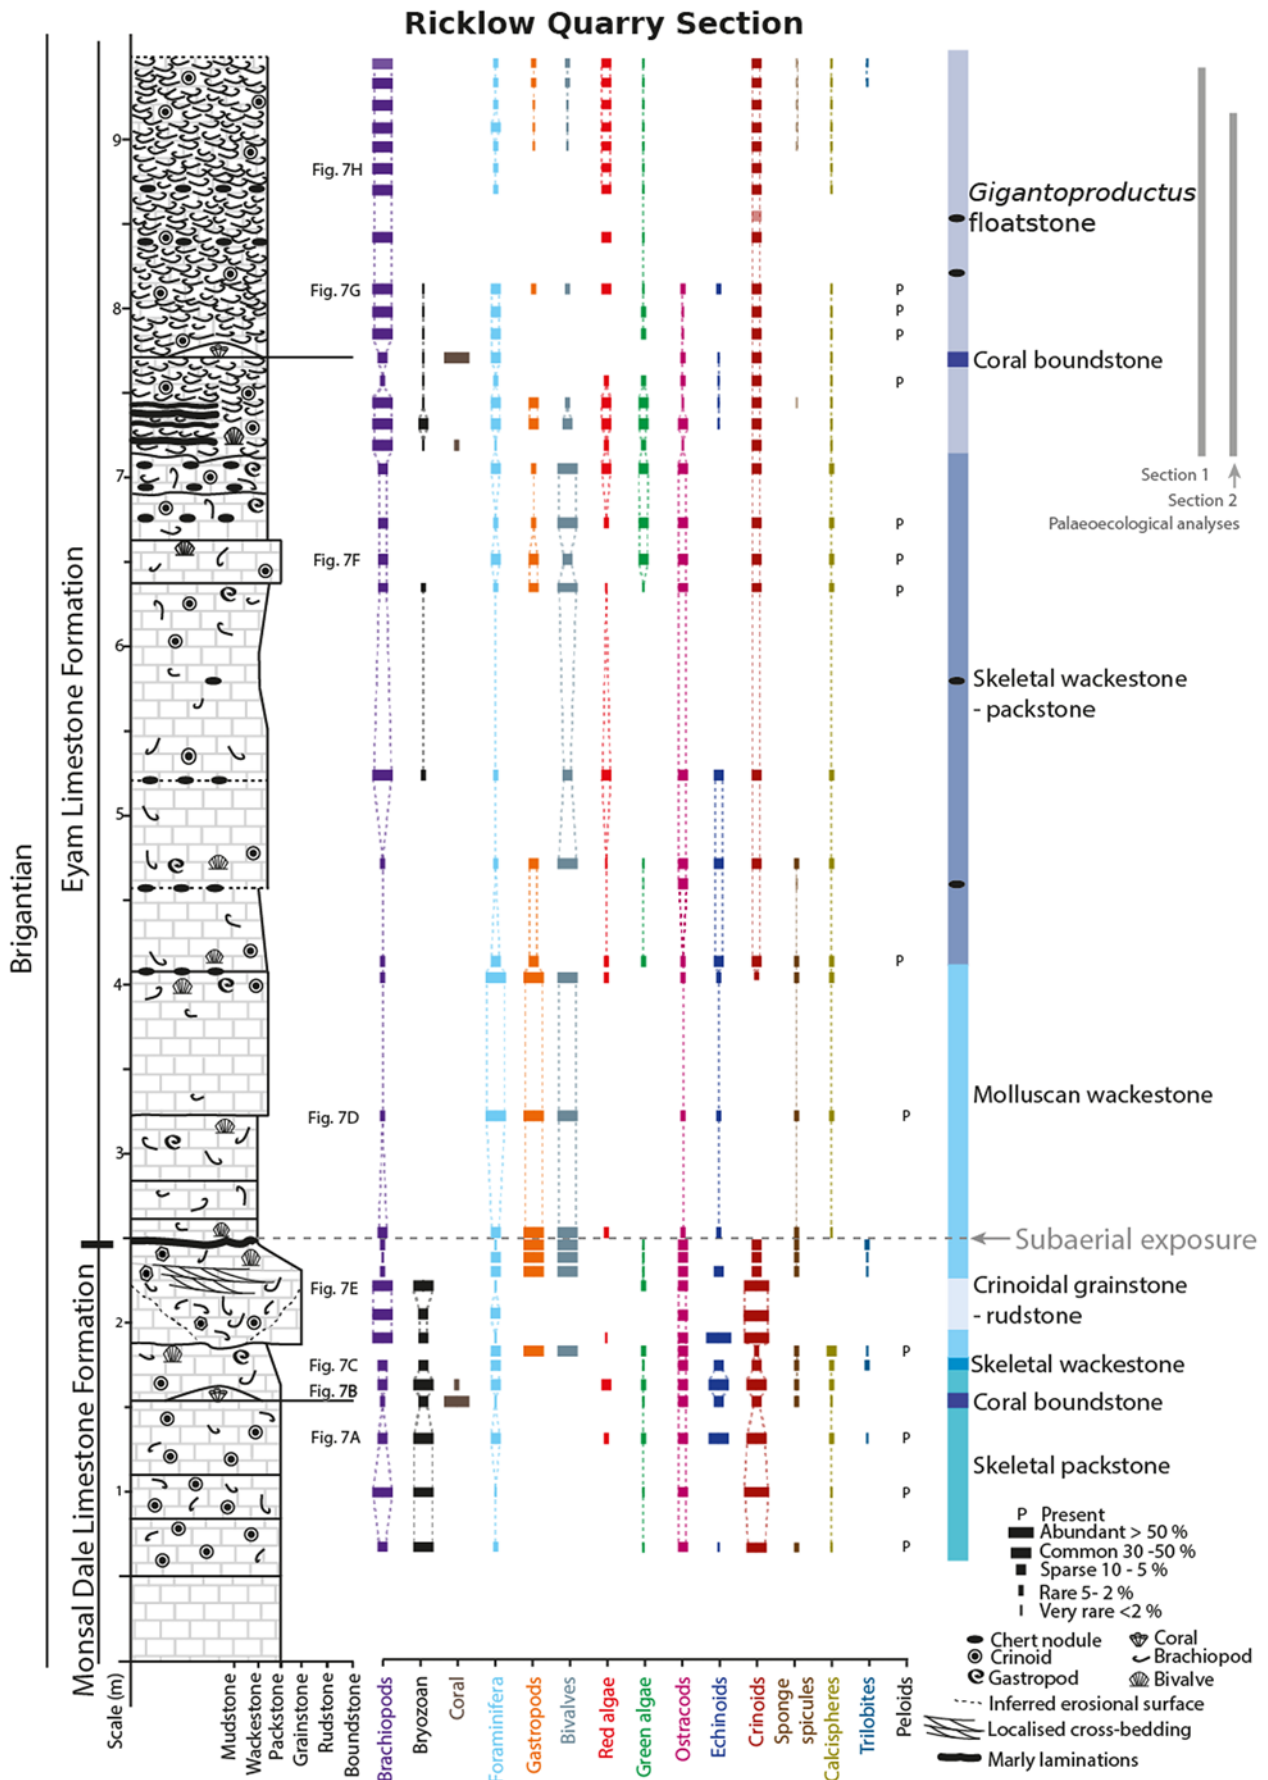 Ricklow Quarry Section
Brigantian
Eyam Limestone Formation
Monsal Dale Limestone Formation
9
8
7
6
5
4
3
2
1
Scale (m)
Mudstone
Wackestone
Packstone
Grainstone
Rudstone
Boundstone
Fig. 7H
Fig. 7G
Fig. 7F
Fig. 7D
Fig. 7E
Fig. 7C
Fig. 7B
Fig. 7A
P
P
P
P
P
P
P
P
P
P
P
P
P
Brachiopods
Bryozoan
Coral
Foraminifera
Gastropods
Bivalves
Red algae
Green algae
Ostracods
Echinoids
Crinoids
Sponge
spicules
Calcispheres
Trilobites
Peloids
Gigantoproductus
floatstone
Coral boundstone
Section 1
Section 2
Palaeoecological analyses
Skeletal wackestone
- packstone
Molluscan wackestone
Subaerial exposure
Crinoidal grainstone
- rudstone
Skeletal wackestone
Coral boundstone
Skeletal packstone
P Present
Abundant > 50 %
Common 30 -50 %
Sparse 10 - 5 %
Rare 5- 2 %
Very rare <2 %
Chert nodule
Coral
Crinoid
Brachiopod
Gastropod
Bivalve
Inferred erosional surface
Localised cross-bedding
Marly laminations